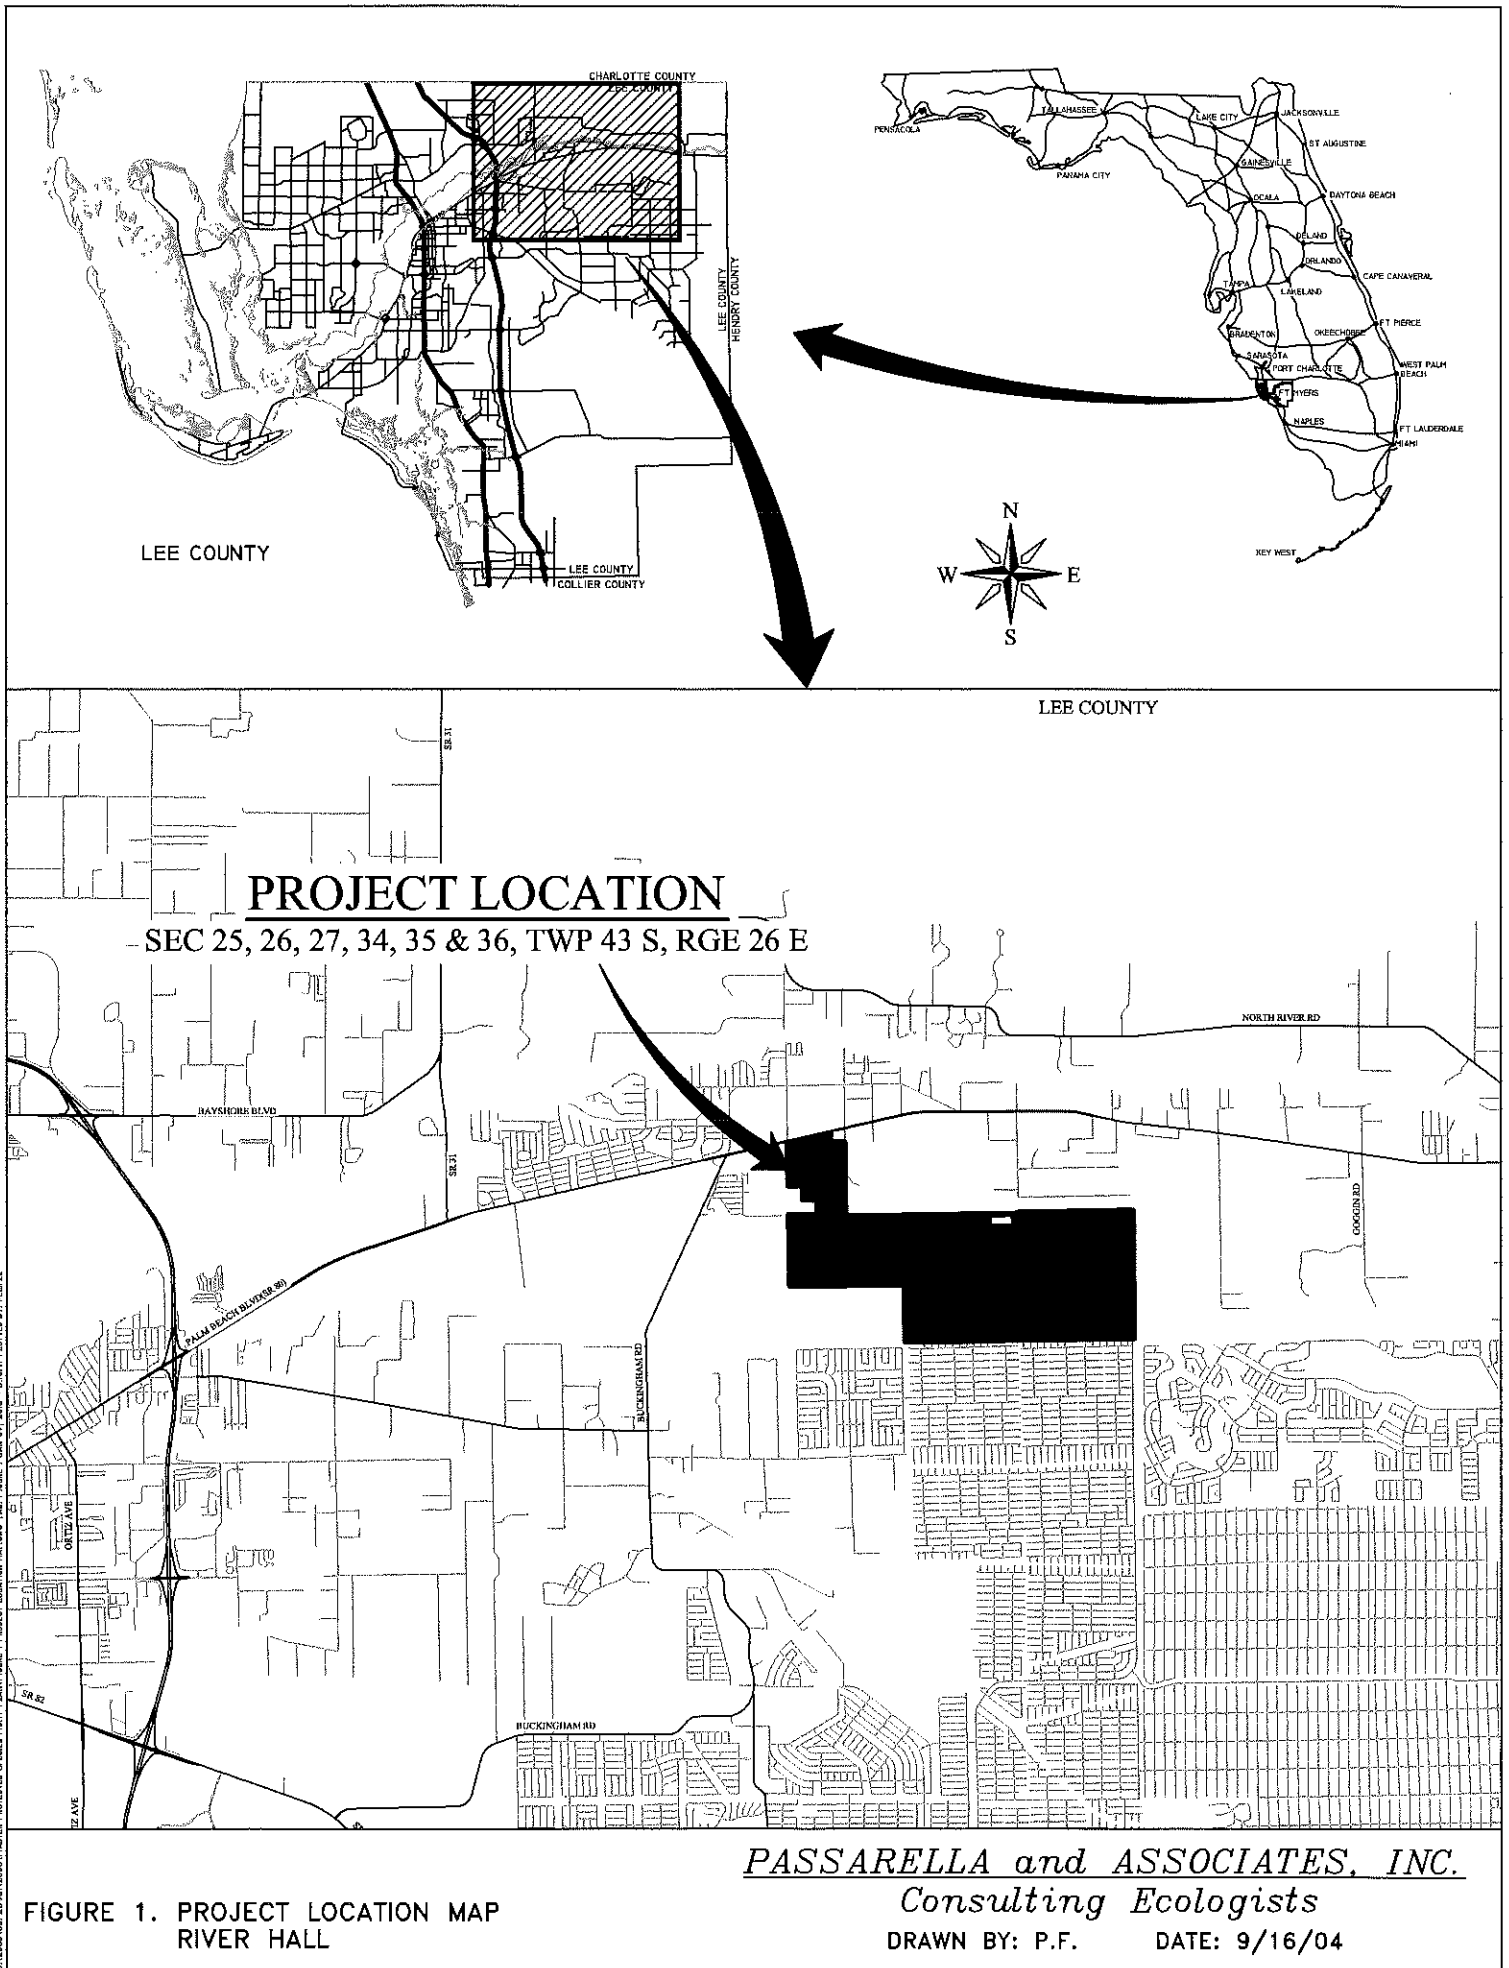 CHARLOTTE COUNTY
LEE COUNTY
LEE COUNTY
HENDRY COUNTY
LEE COUNTY
COLLIER COUNTY
LEE COUNTY
PENSACOLA
TALLAHASSEE
PANAMA CITY
LAKE CITY
JACKSONVILLE
ST AUGUSTINE
GAINESVILLE
OCALA
DAYTONA BEACH
DELAND
ORLANDO
CAPE CANAVERAL
TAMPA
LAKELAND
BRADENTON
OKEECHOBEE
FT PIERCE
SARASOTA
PORT CHARLOTTE
WEST PALM
BEACH
FT MYERS
NAPLES
FT LAUDERDALE
MIAMI
KEY WEST
N
W
E
S
LEE COUNTY
SR 31
PROJECT LOCATION
SEC 25, 26, 27, 34, 35 & 36, TWP 43 S, RGE 26 E
NORTH RIVER RD
BAYSHORE BLVD
SR 31
GOGGIN RD
PALM BEACH BLVD(SR 80)
BUCKINGHAM RD
ORTIZ AVE
SR 82
BUCKINGHAM RD
IZ AVE
FIGURE 1. PROJECT LOCATION MAP
RIVER HALL
PASSARELLA and ASSOCIATES, INC.
Consulting Ecologists
DRAWN BY: P.F. DATE: 9/16/04